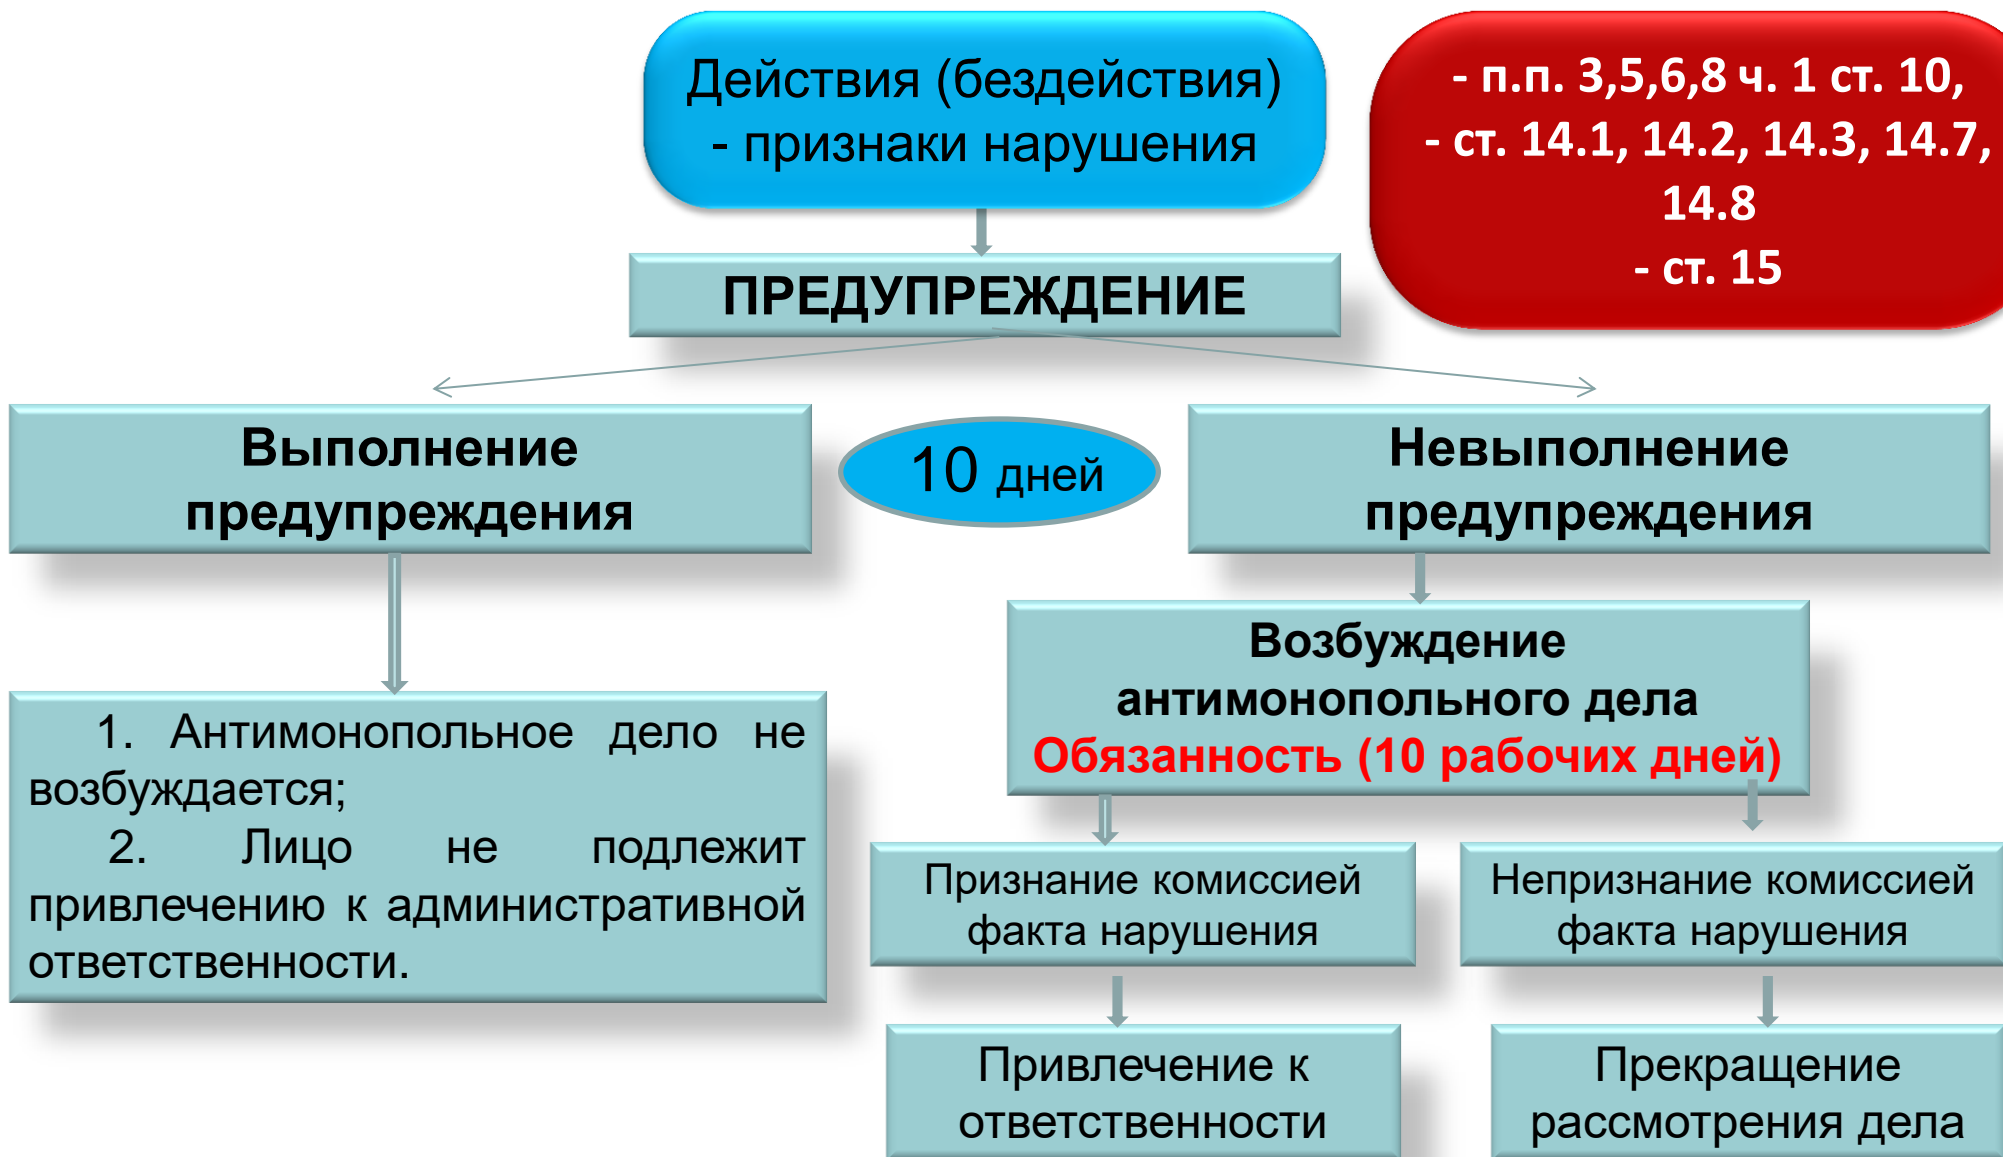 Действия (бездействия)
- признаки нарушения
- п.п. 3,5,6,8 ч. 1 ст. 10,
- ст. 14.1, 14.2, 14.3, 14.7,
14.8
- ст. 15
ПРЕДУПРЕЖДЕНИЕ
Выполнение
предупреждения
10 дней
Невыполнение
предупреждения
1. Антимонопольное дело не
возбуждается;
2. Лицо не подлежит
привлечению к административной
ответственности.
Возбуждение
антимонопольного дела
Обязанность (10 рабочих дней)
Признание комиссией
факта нарушения
Непризнание комиссией
факта нарушения
Привлечение к
ответственности
Прекращение
рассмотрения дела